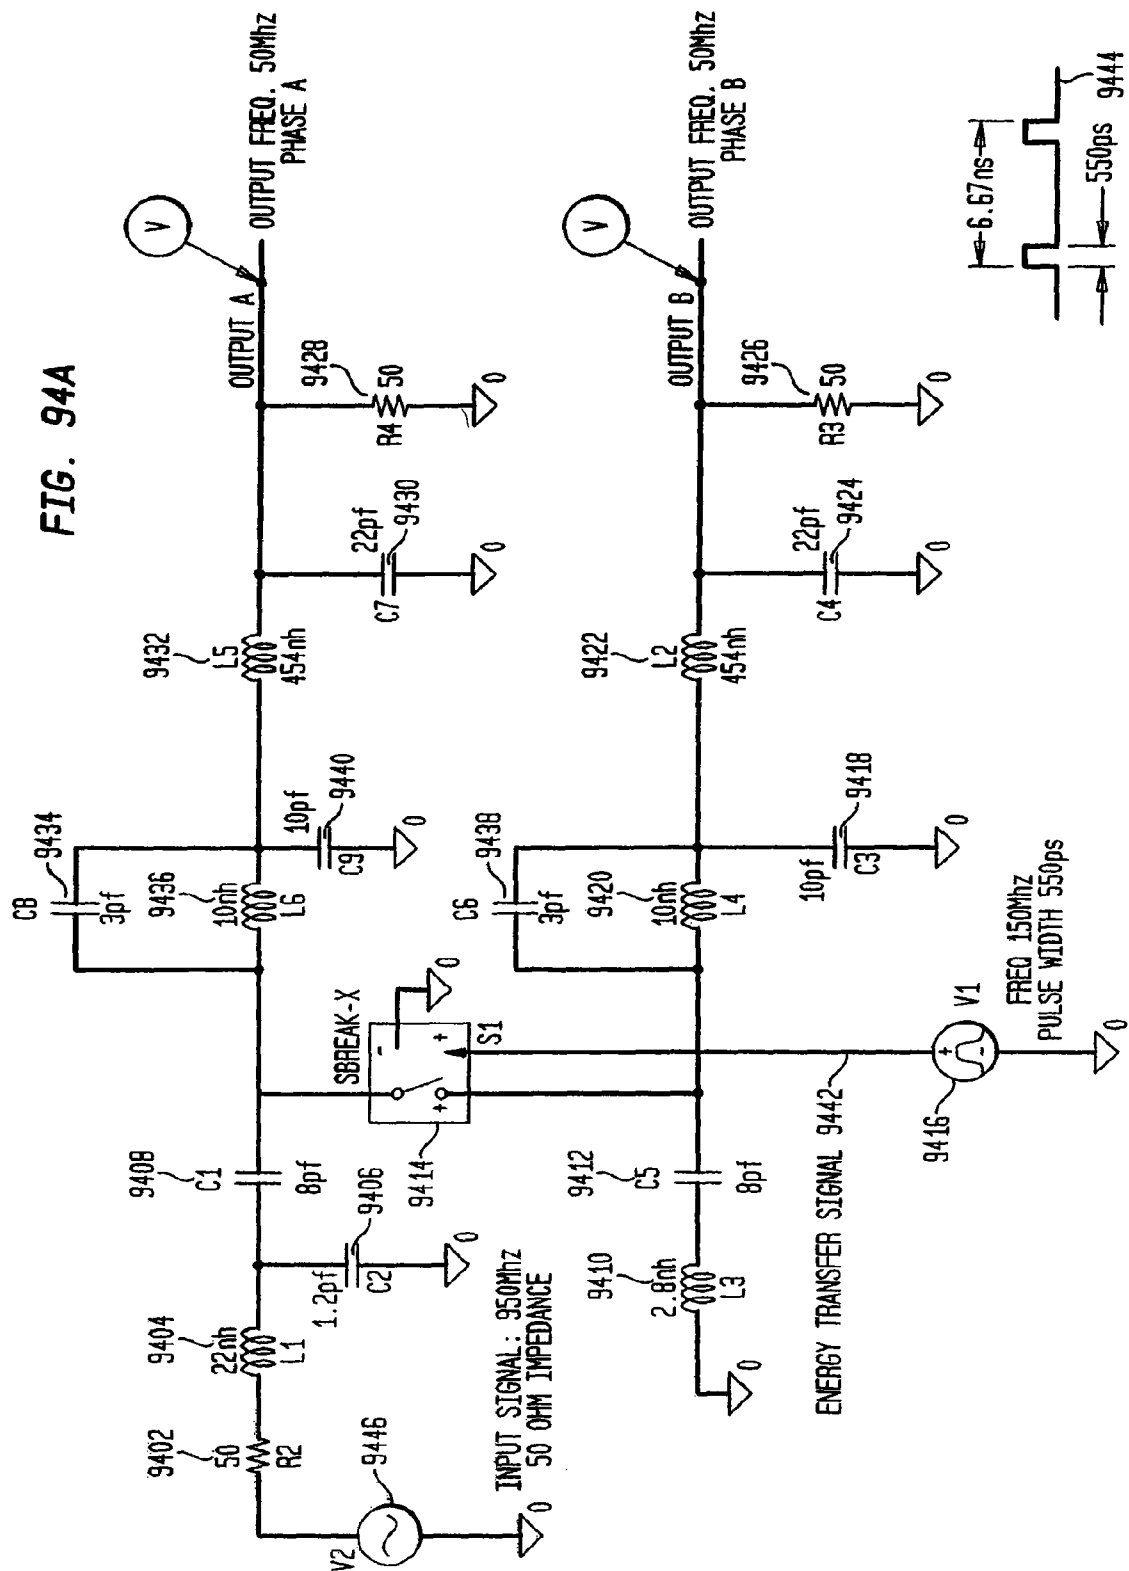 FIG. 94A
9402
50
R2
V2
9446
INPUT SIGNAL: 950Mhz
50 OHM IMPEDANCE
0
9404
22nh
L1
1.2pf
9406
C2
0
9408
C1
8pf
SBREAK-X
-
+
+
S1
9414
0
C8
9434
3pf
9436
10nh
L6
10pf
9440
C9
0
9432
L5
454nh
22pf
9430
C7
0
9428
50
R4
0
OUTPUT A
V
OUTPUT FREQ. 50Mhz
PHASE A
0
9410
2.8nh
L3
9412
C5
8pf
C6
9438
3pf
9420
10nh
L4
10pf
9418
C3
0
9422
L2
454nh
22pf
9424
C4
0
9426
50
R3
0
OUTPUT B
V
OUTPUT FREQ. 50Mhz
PHASE B
ENERGY TRANSFER SIGNAL 9442
9416
+
-
V1
FREQ 150Mhz
PULSE WIDTH 550ps
0
6.67ns
550ps
9444